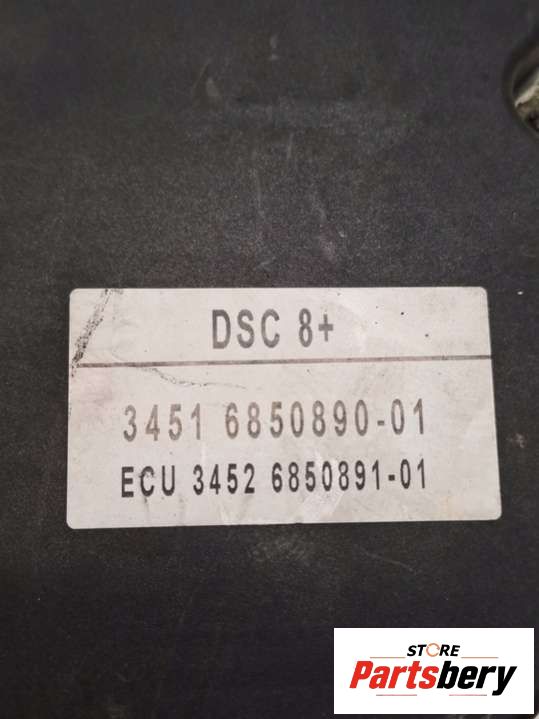 DSC 8+
3451 6850890-01
ECU 3452 6850891-01
STORE
Partsbery